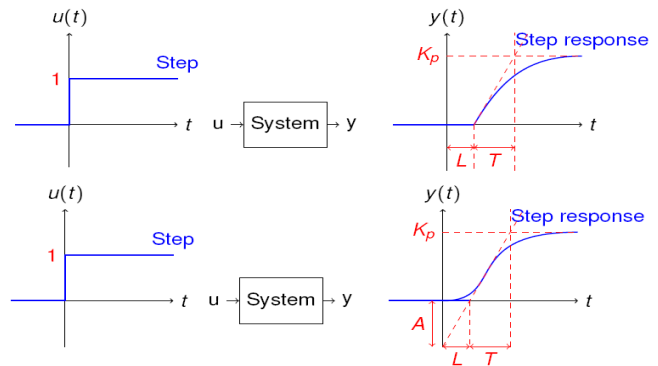 u(t)
Step
1
t
u System y
y(t)
Step response
K_p
t
L T
u(t)
Step
1
t
u System y
y(t)
Step response
K_p
t
A
L T